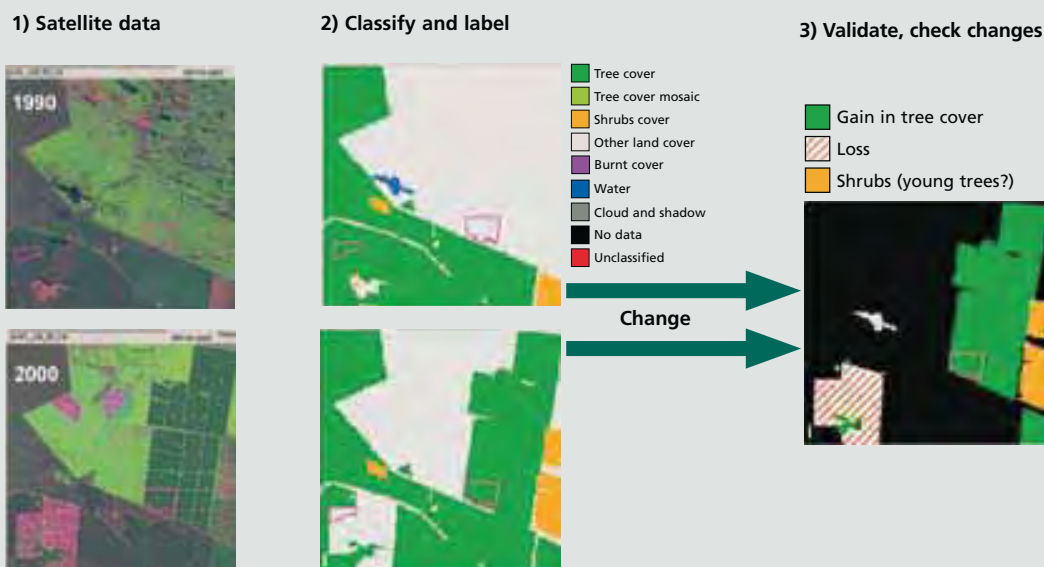 1) Satellite data
2) Classify and label
3) Validate, check changes
1990
2000
Tree cover
Tree cover mosaic
Shrubs cover
Other land cover
Burnt cover
Water
Cloud and shadow
No data
Unclassified
Change
Gain in tree cover
Loss
Shrubs (young trees?)